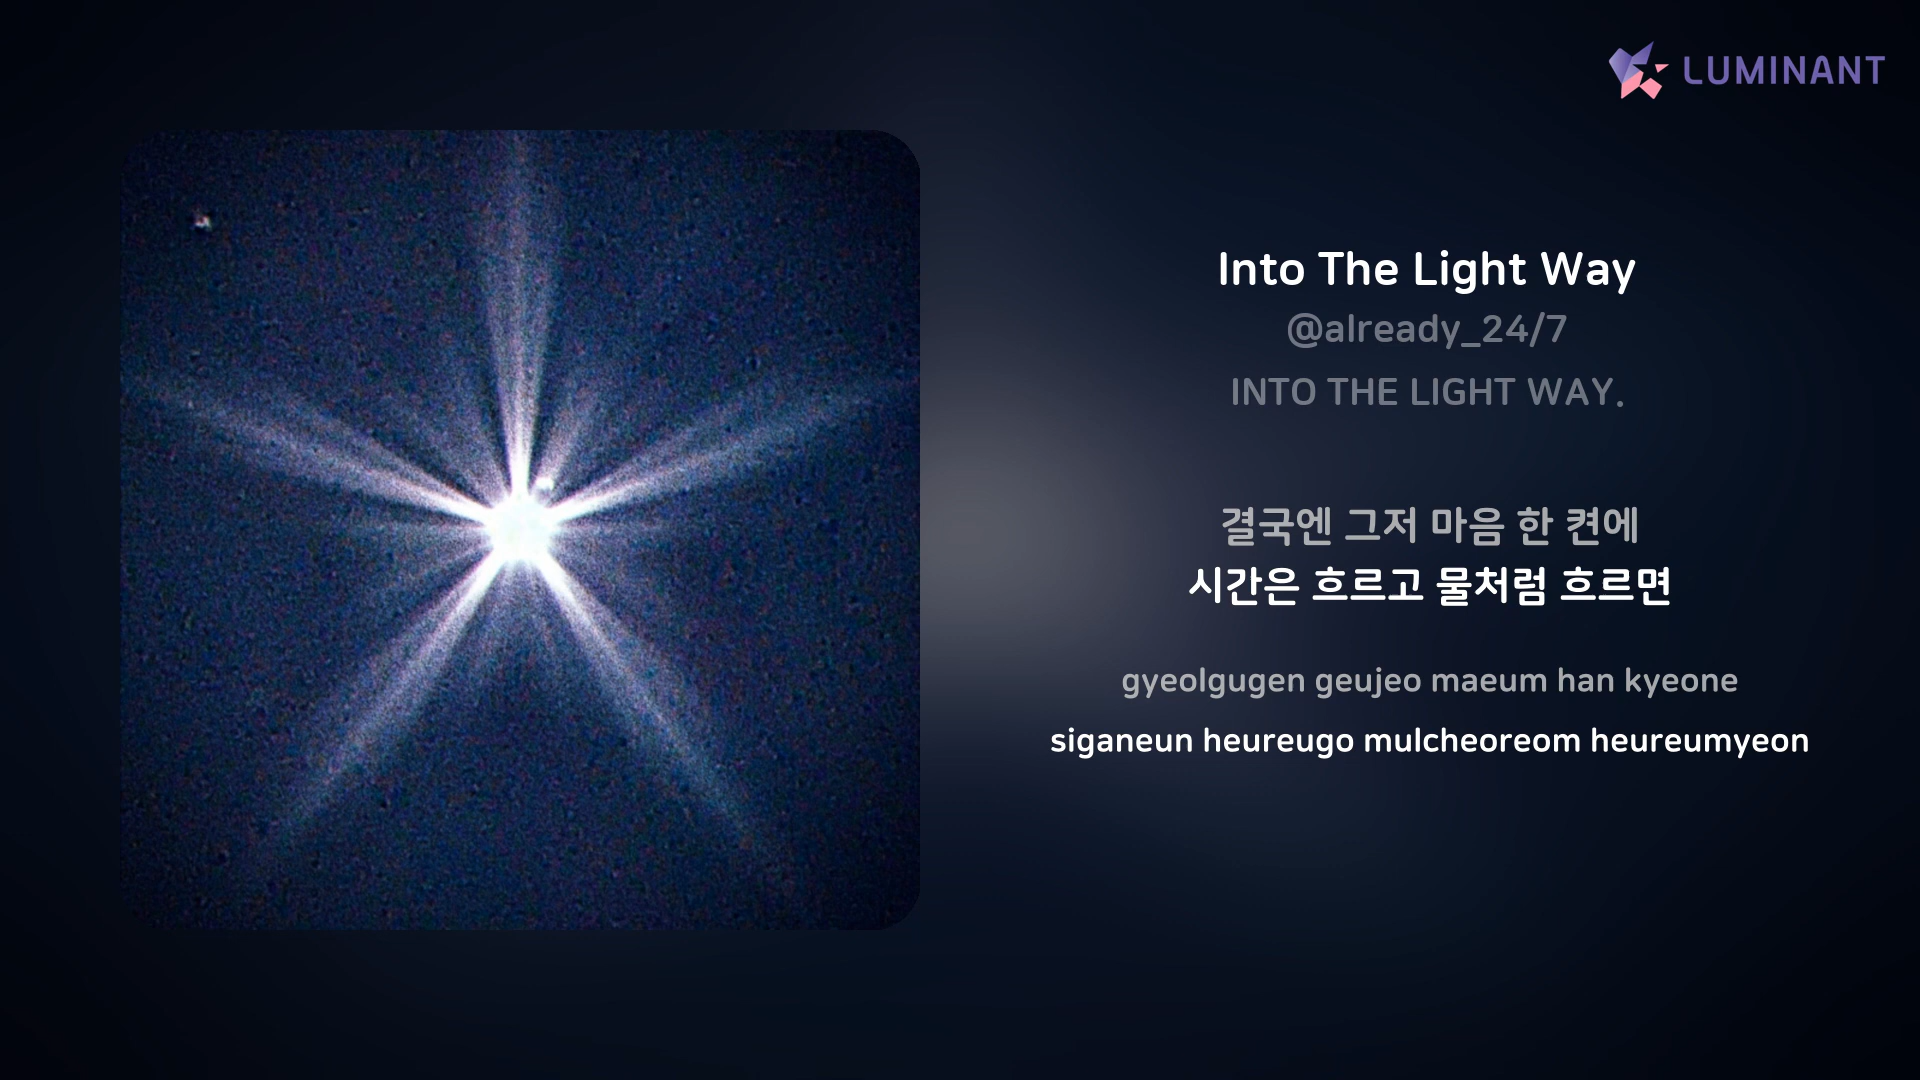 LUMINANT
Into The Light Way
@already_24/7
INTO THE LIGHT WAY.
결국엔 그저 마음 한 켠에
시간은 흐르고 물처럼 흐르면
gyeolgugen geujeo maeum han kyeone
siganeun heureugo mulcheoreom heureumyeon